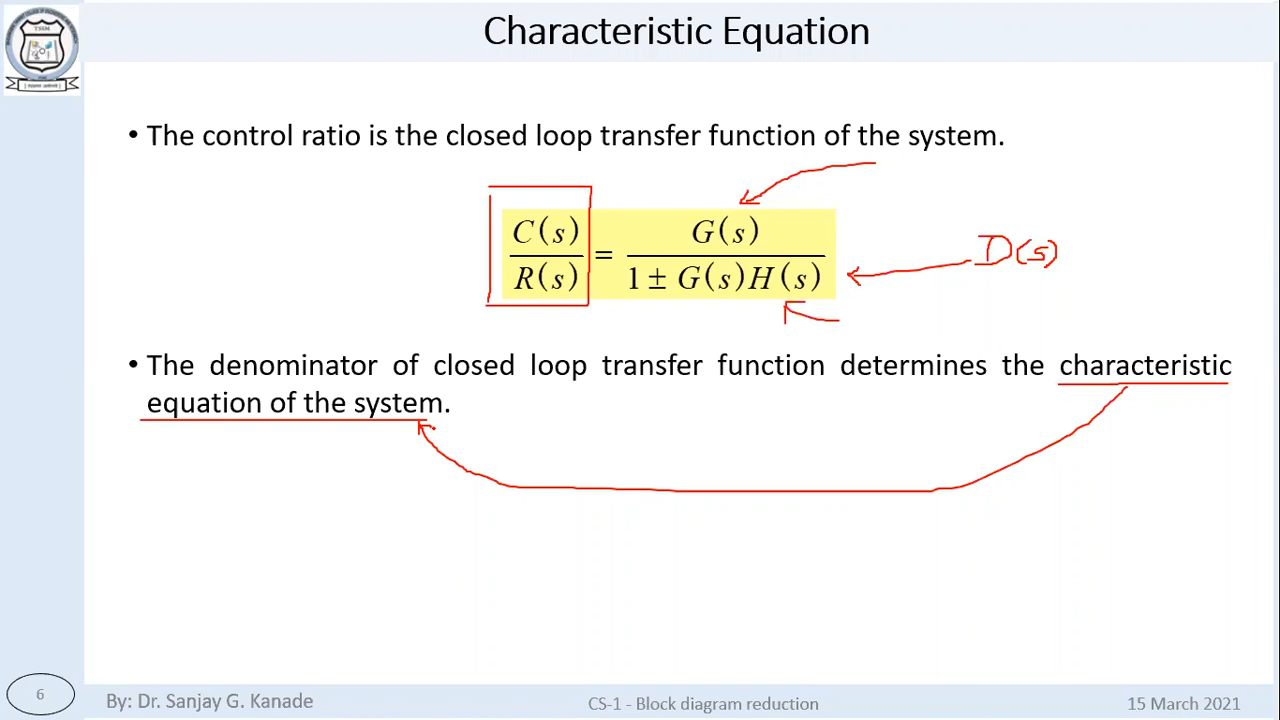 TSSM
Characteristic Equation
• The control ratio is the closed loop transfer function of the system.
C(s)/R(s) = G(s)/(1 ± G(s)H(s))
D(s)
• The denominator of closed loop transfer function determines the characteristic
equation of the system.
6
By: Dr. Sanjay G. Kanade
CS-1 - Block diagram reduction
15 March 2021